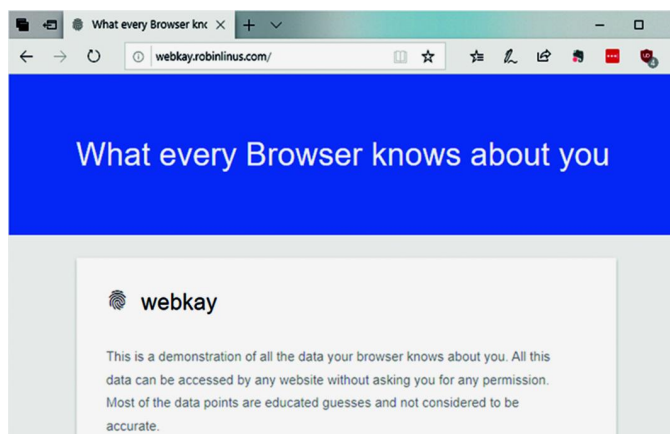 What every Browser knc
webkay.robinlinus.com/
4
What every Browser knows about you
webkay
This is a demonstration of all the data your browser knows about you. All this
data can be accessed by any website without asking you for any permission.
Most of the data points are educated guesses and not considered to be
accurate.